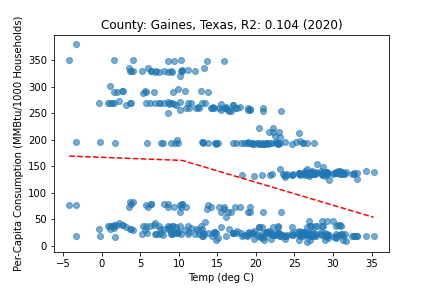 County: Gaines, Texas, R2: 0.104 (2020)
Per-Capita Consumption (MMBtu/1000 Households)
350
300
250
200
150
100
50
0
−5 0 5 10 15 20 25 30 35
Temp (deg C)